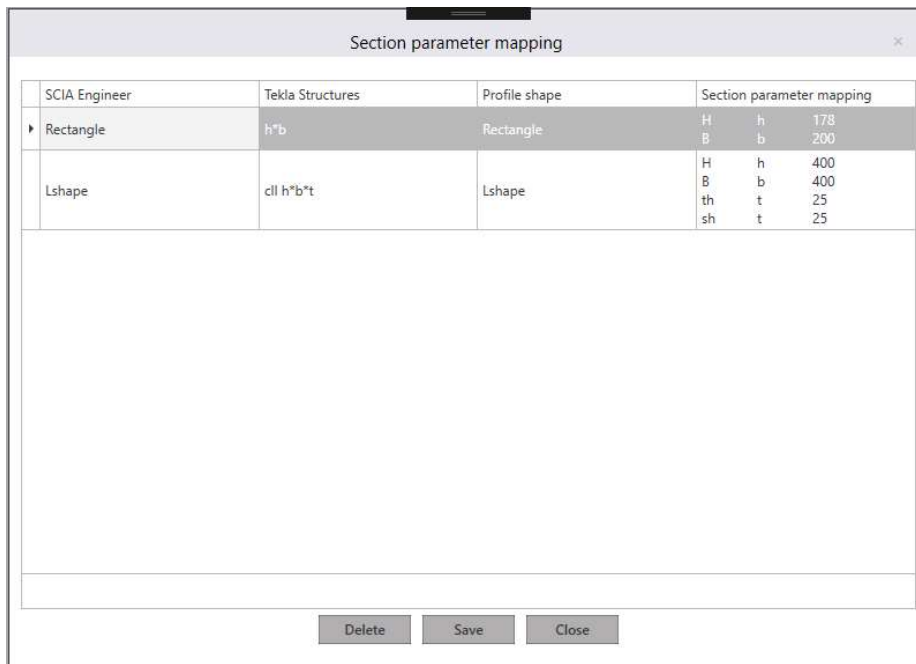 Section parameter mapping
SCIA Engineer Tekla Structures Profile shape Section parameter mapping
Rectangle h*b Rectangle H h 178
B b 200
Lshape cll h*b*t Lshape H h 400
B b 400
th t 25
sh t 25
Delete Save Close